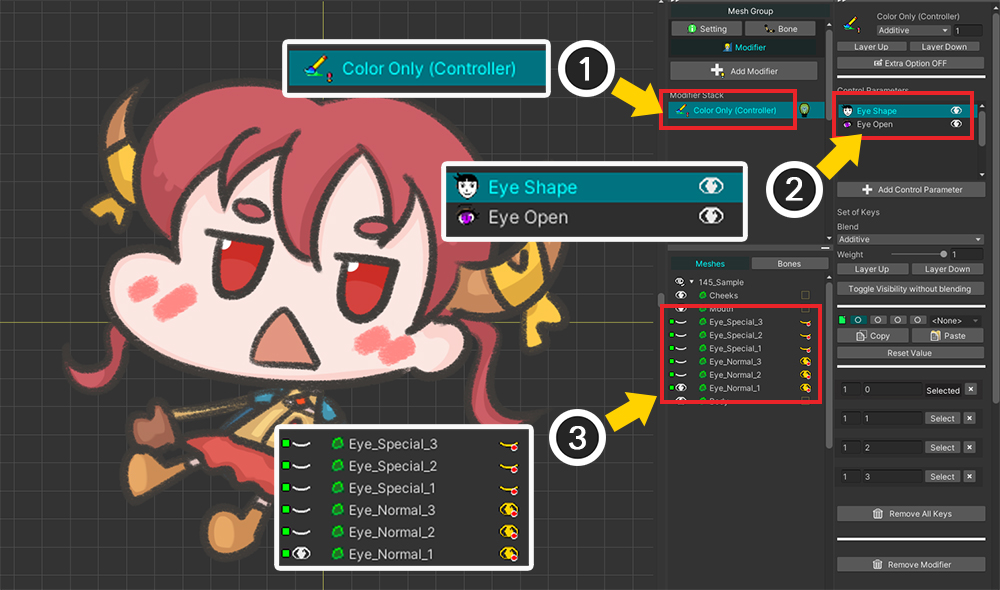 Color Only (Controller)
1
Eye Shape
Eye Open
2
Eye_Special_3
Eye_Special_2
Eye_Special_1
Eye_Normal_3
Eye_Normal_2
Eye_Normal_1
3
Mesh Group
Setting
Bone
Modifier
Add Modifier
Modifier Stack
Color Only (Controller)
Meshes
Bones
145_Sample
Cheeks
Mouth
Eye_Special_3
Eye_Special_2
Eye_Special_1
Eye_Normal_3
Eye_Normal_2
Eye_Normal_1
Body
Color Only (Controller)
Additive 1
Layer Up Layer Down
Extra Option OFF
Control Parameters
Eye Shape
Eye Open
Add Control Parameter
Set of Keys
Blend
Additive
Weight 1
Layer Up Layer Down
Toggle Visibility without blending
<None>
Copy Paste
Reset Value
1 0 Selected
1 1 Select
1 2 Select
1 3 Select
Remove All Keys
Remove Modifier